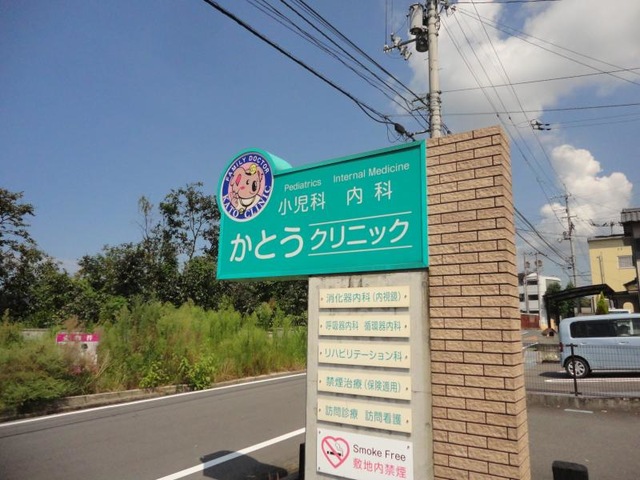 FAMILY DOCTOR
KATO CLINIC
Pediatrics Internal Medicine
小児科 内科
かとうクリニック
消化器内科(内視鏡)
呼吸器内科 循環器内科
リハビリテーション科
禁煙治療(保険適用)
訪問診療 訪問看護
Smoke Free
敷地内禁煙